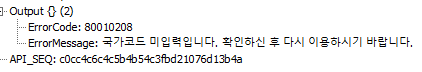 Output {} (2)
ErrorCode: 80010208
ErrorMessage: 국가코드 미입력입니다. 확인하신 후 다시 이용하시기 바랍니다.
API_SEQ: c0cc4c6c4c5b4b54c3fbd21076d13b4a